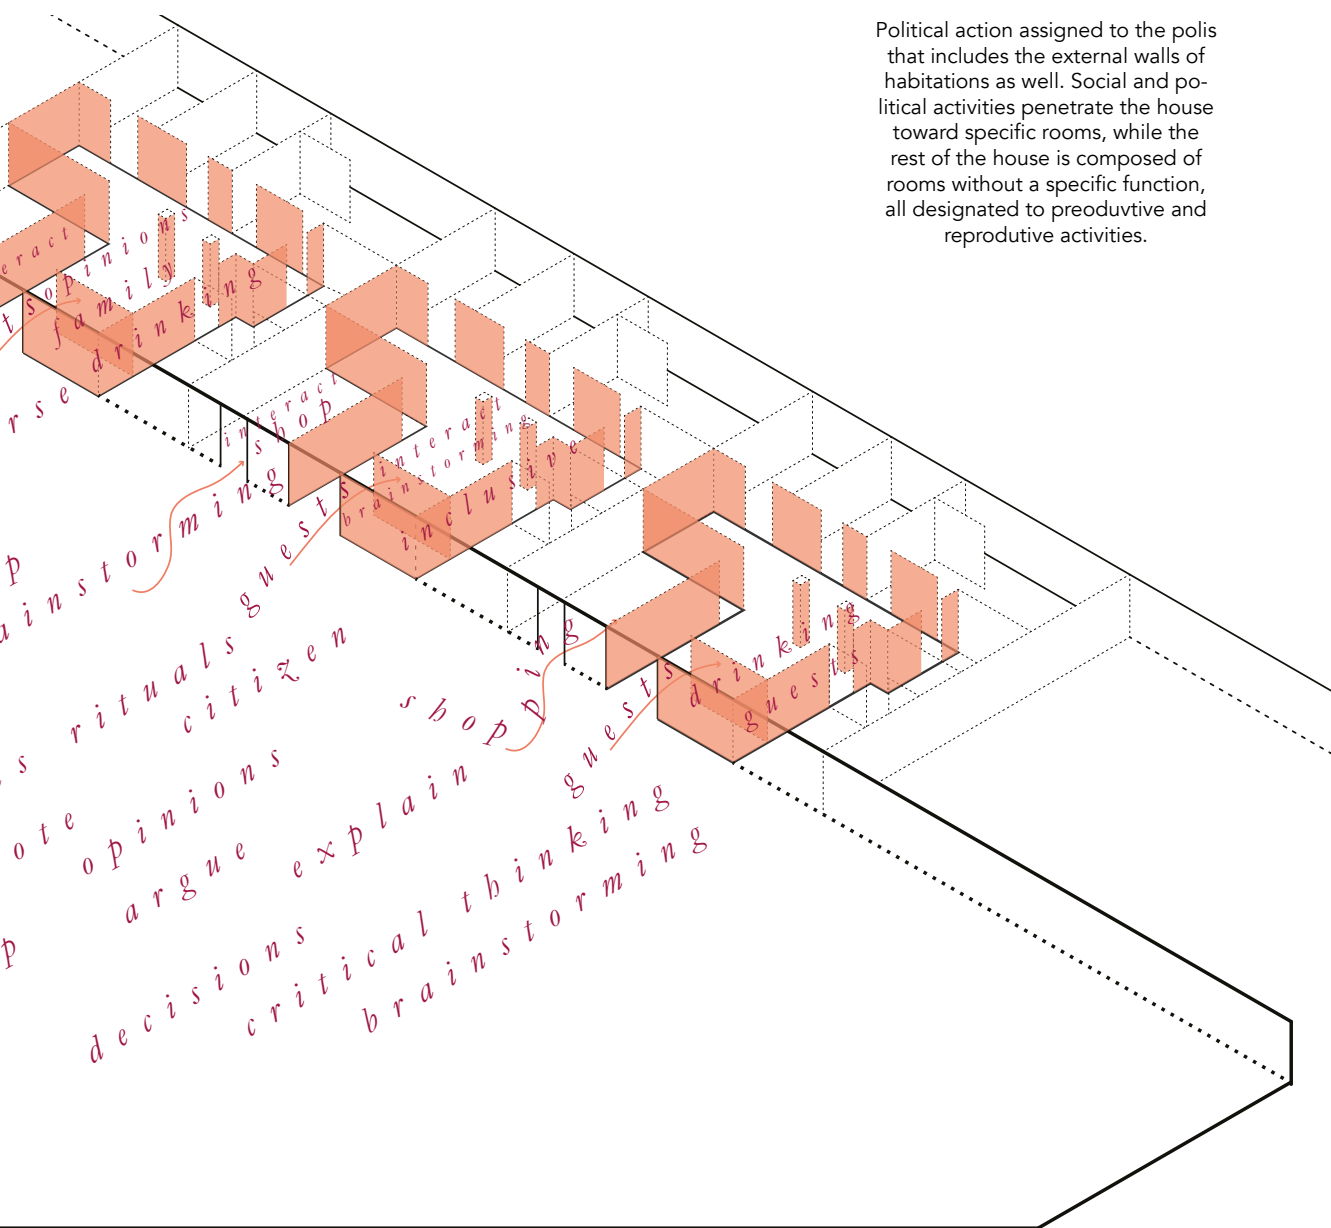 Political action assigned to the polis
that includes the external walls of
habitations as well. Social and po-
litical activities penetrate the house
toward specific rooms, while the
rest of the house is composed of
rooms without a specific function,
all designated to preoduvtive and
reprodutive activities.
opinions
family
drinking
interact
shop
interact
brainstorming
inclusive
guests
rituals
citizen
shopping
drinking
guests
guests
opinions
argue
explain
decisions
critical thinking
brainstorming